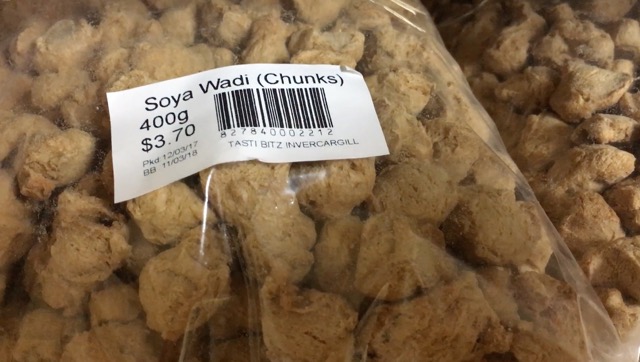 Soya Wadi (Chunks)
400g
$3.70
Pkd 12/03/17
BB 11/03/18
827840002212
TASTI BITZ INVERCARGILL